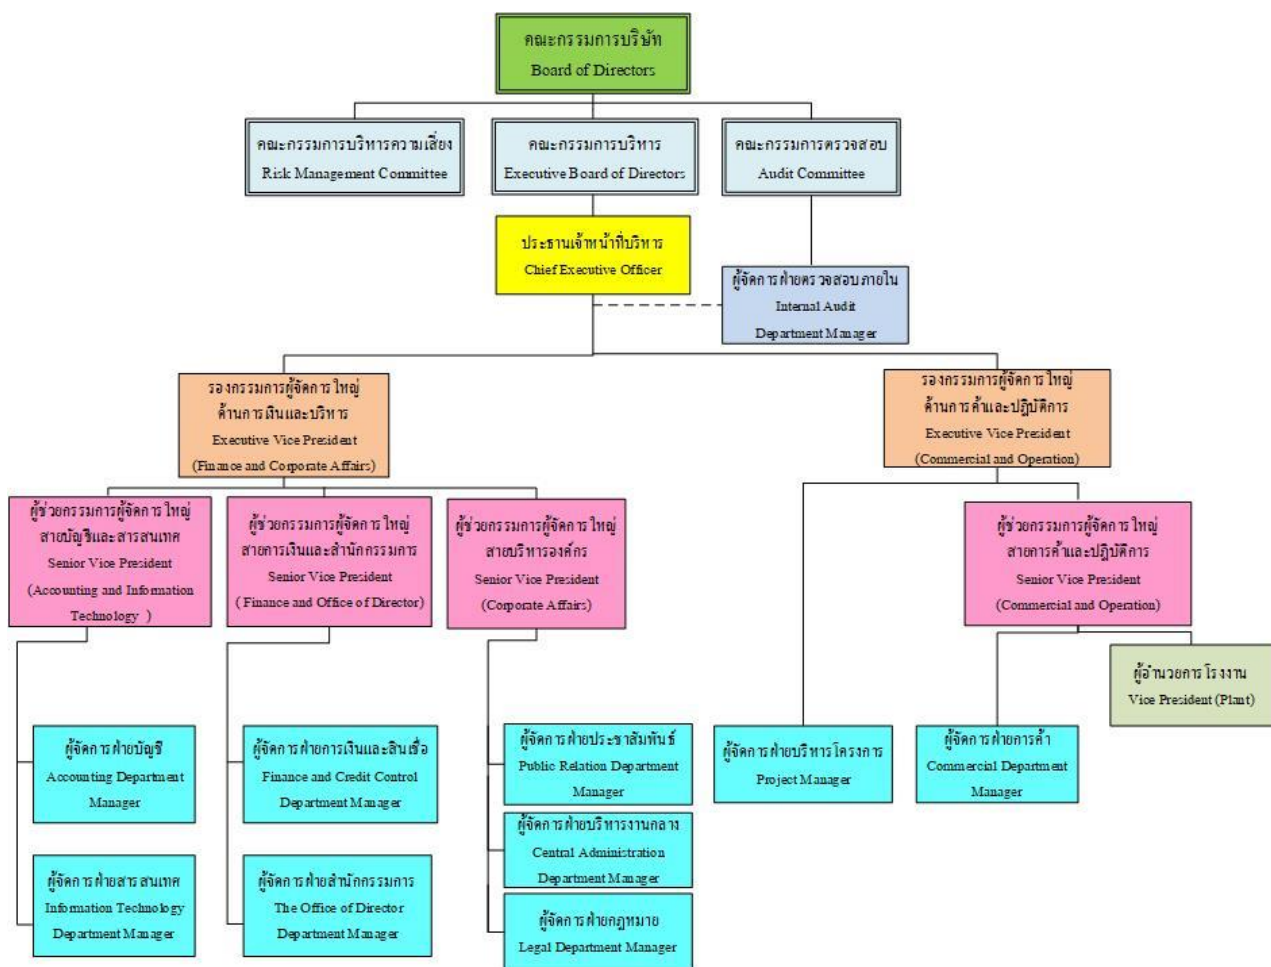 คณะกรรมการบริษัท
Board of Directors
คณะกรรมการบริหารความเสี่ยง
Risk Management Committee
คณะกรรมการบริหาร
Executive Board of Directors
คณะกรรมการตรวจสอบ
Audit Committee
ประธานเจ้าหน้าที่บริหาร
Chief Executive Officer
ผู้จัดการฝ่ายตรวจสอบภายใน
Internal Audit
Department Manager
รองกรรมการผู้จัดการใหญ่
ด้านการเงินและบริหาร
Executive Vice President
(Finance and Corporate Affairs)
รองกรรมการผู้จัดการใหญ่
ด้านการค้าและปฏิบัติการ
Executive Vice President
(Commercial and Operation)
ผู้ช่วยกรรมการผู้จัดการใหญ่
สายบัญชีและสารสนเทศ
Senior Vice President
(Accounting and Information
Technology )
ผู้ช่วยกรรมการผู้จัดการใหญ่
สายการเงินและสำนักกรรมการ
Senior Vice President
( Finance and Office of Director)
ผู้ช่วยกรรมการผู้จัดการใหญ่
สายบริหารองค์กร
Senior Vice President
(Corporate Affairs)
ผู้ช่วยกรรมการผู้จัดการใหญ่
สายการค้าและปฏิบัติการ
Senior Vice President
(Commercial and Operation)
ผู้อำนวยการโรงงาน
Vice President (Plant)
ผู้จัดการฝ่ายบัญชี
Accounting Department
Manager
ผู้จัดการฝ่ายการเงินและสินเชื่อ
Finance and Credit Control
Department Manager
ผู้จัดการฝ่ายประชาสัมพันธ์
Public Relation Department
Manager
ผู้จัดการฝ่ายบริหารโครงการ
Project Manager
ผู้จัดการฝ่ายการค้า
Commercial Department
Manager
ผู้จัดการฝ่ายบริหารงานกลาง
Central Administration
Department Manager
ผู้จัดการฝ่ายสารสนเทศ
Information Technology
Department Manager
ผู้จัดการฝ่ายสำนักกรรมการ
The Office of Director
Department Manager
ผู้จัดการฝ่ายกฎหมาย
Legal Department Manager